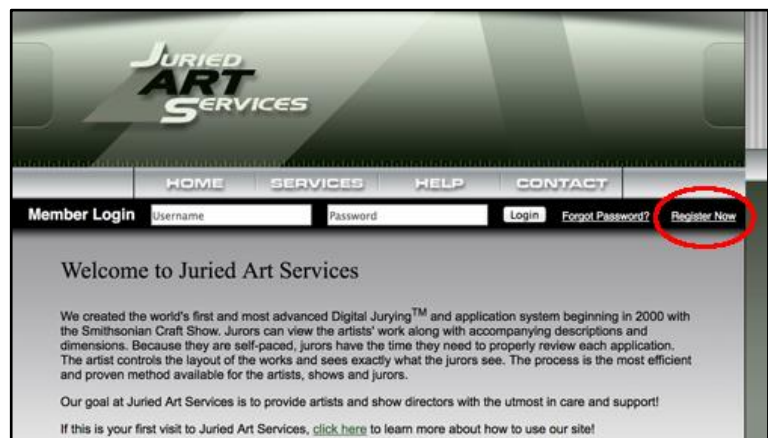 JURIED
ART
SERVICES
HOME SERVICES HELP CONTACT
Member Login Username Password Login Forgot Password? Register Now
Welcome to Juried Art Services
We created the world's first and most advanced Digital Jurying™ and application system beginning in 2000 with
the Smithsonian Craft Show. Jurors can view the artists' work along with accompanying descriptions and
dimensions. Because they are self-paced, jurors have the time they need to properly review each application.
The artist controls the layout of the works and sees exactly what the jurors see. The process is the most efficient
and proven method available for the artists, shows and jurors.
Our goal at Juried Art Services is to provide artists and show directors with the utmost in care and support!
If this is your first visit to Juried Art Services, click here to learn more about how to use our site!